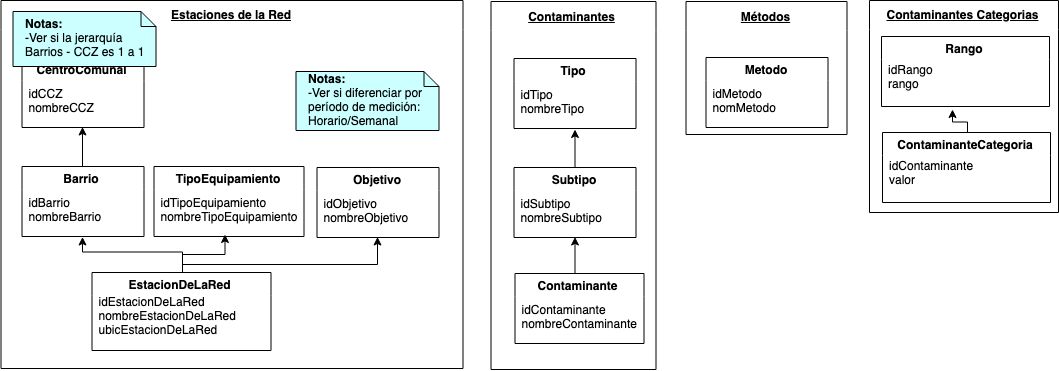 Estaciones de la Red
Notas:
-Ver si la jerarquía
Barrios - CCZ es 1 a 1
CentroComunal
idCCZ
nombreCCZ
Notas:
-Ver si diferenciar por
período de medición:
Horario/Semanal
Barrio
idBarrio
nombreBarrio
TipoEquipamiento
idTipoEquipamiento
nombreTipoEquipamiento
Objetivo
idObjetivo
nombreObjetivo
EstacionDeLaRed
idEstacionDeLaRed
nombreEstacionDeLaRed
ubicEstacionDeLaRed
Contaminantes
Tipo
idTipo
nombreTipo
Subtipo
idSubtipo
nombreSubtipo
Contaminante
idContaminante
nombreContaminante
Métodos
Metodo
idMetodo
nomMetodo
Contaminantes Categorias
Rango
idRango
rango
ContaminanteCategoria
idContaminante
valor